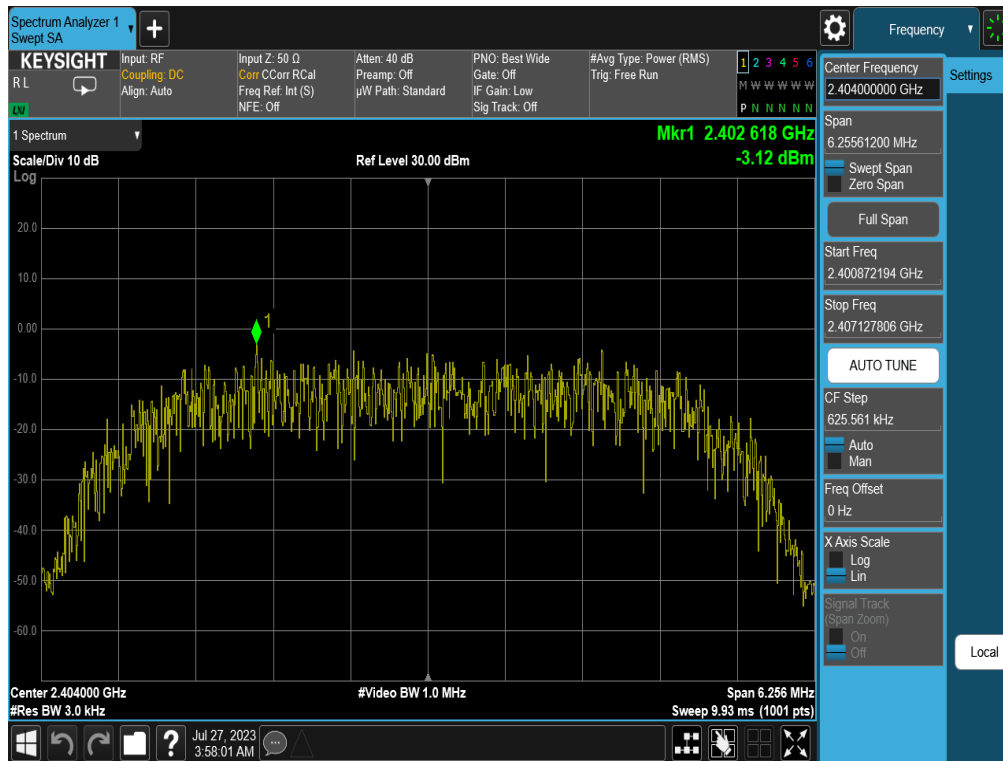 Spectrum Analyzer 1
Swept SA
Frequency
KEYSIGHT
R L
LXI
Input: RF
Coupling: DC
Align: Auto
Input Z: 50 Ω
Corr CCorr RCal
Freq Ref: Int (S)
NFE: Off
Atten: 40 dB
Preamp: Off
µW Path: Standard
PNO: Best Wide
Gate: Off
IF Gain: Low
Sig Track: Off
#Avg Type: Power (RMS)
Trig: Free Run
1 2 3 4 5 6
M W W W W W
P N N N N N
1 Spectrum
Scale/Div 10 dB
Ref Level 30.00 dBm
Mkr1 2.402 618 GHz
-3.12 dBm
Log
20.0
10.0
0.00
-10.0
-20.0
-30.0
-40.0
-50.0
-60.0
1
Center 2.404000 GHz
#Video BW 1.0 MHz
Span 6.256 MHz
#Res BW 3.0 kHz
Sweep 9.93 ms (1001 pts)
Center Frequency
2.404000000 GHz
Settings
Span
6.25561200 MHz
Swept Span
Zero Span
Full Span
Start Freq
2.400872194 GHz
Stop Freq
2.407127806 GHz
AUTO TUNE
CF Step
625.561 kHz
Auto
Man
Freq Offset
0 Hz
X Axis Scale
Log
Lin
Signal Track
(Span Zoom)
On
Off
Local
?
Jul 27, 2023
3:58:01 AM